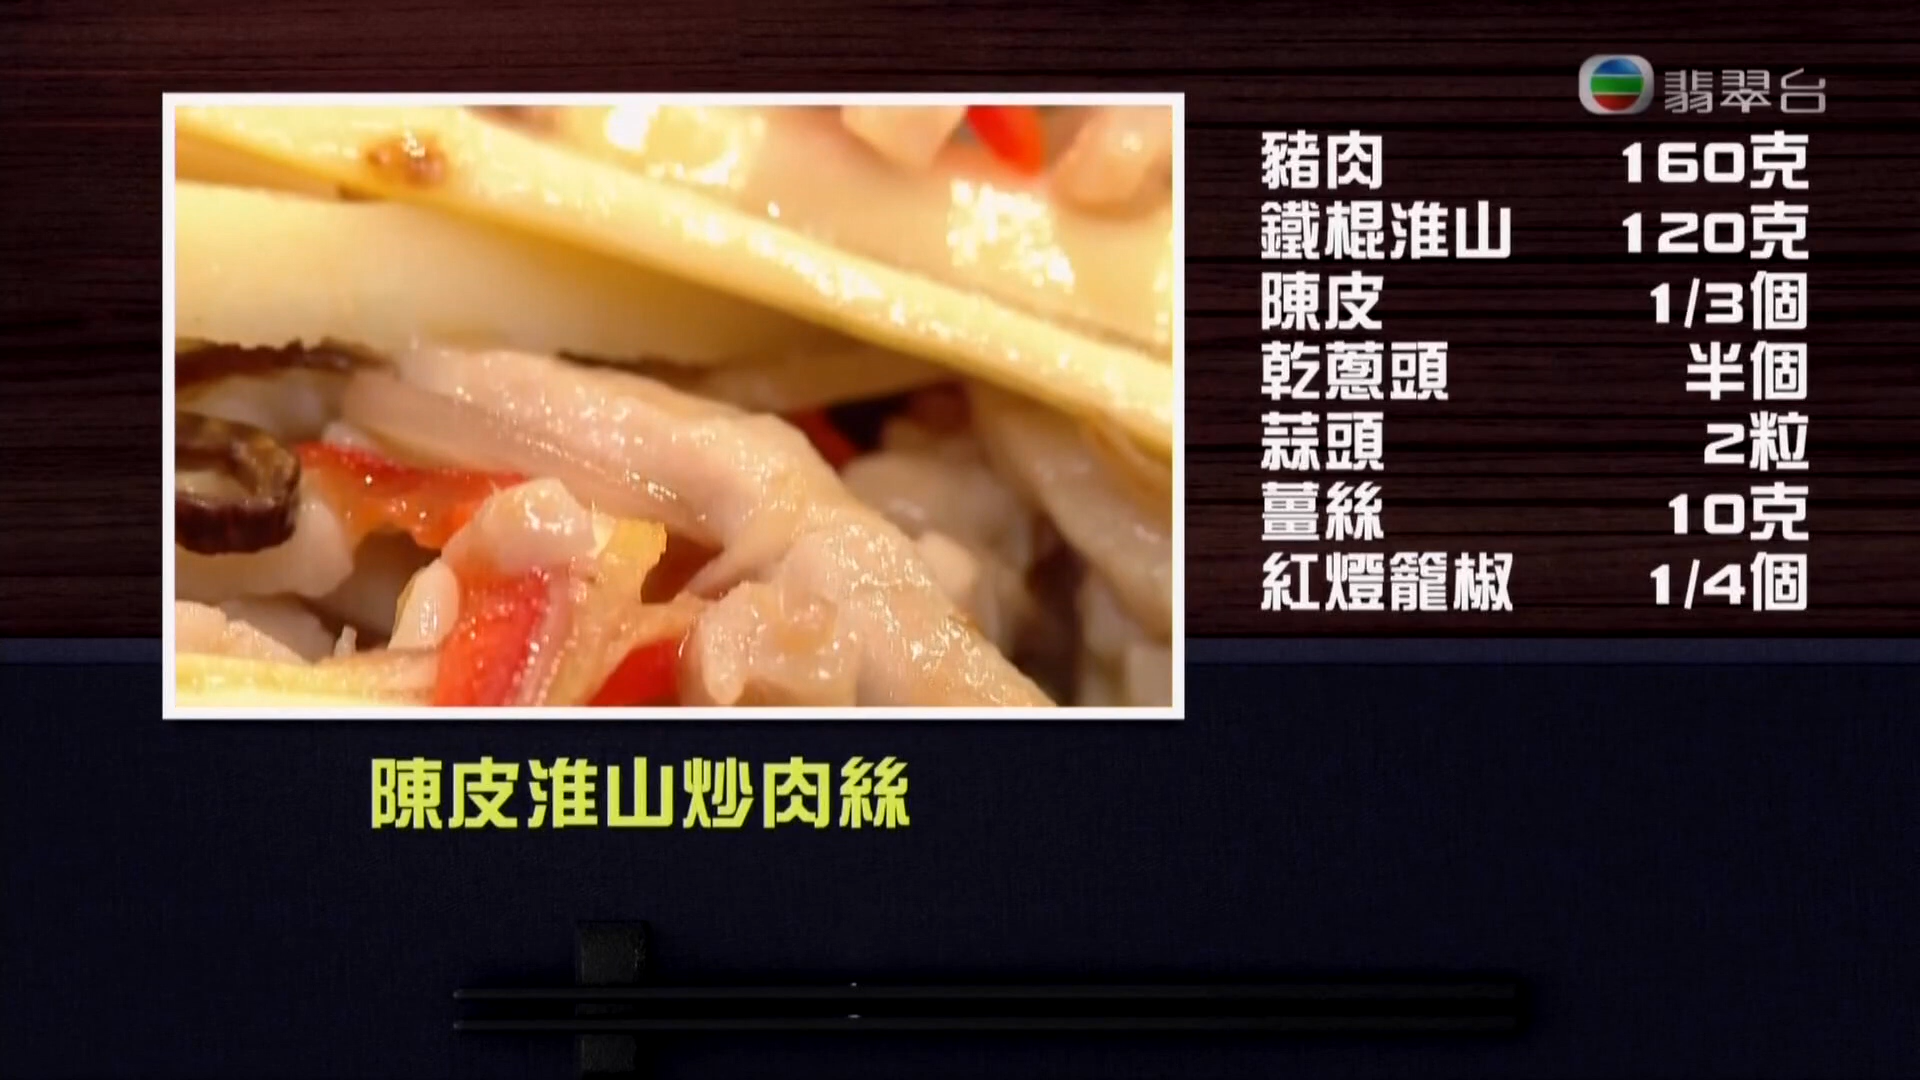 翡翠台
豬肉 160克
鐵棍淮山 120克
陳皮 1/3個
乾蔥頭 半個
蒜頭 2粒
薑絲 10克
紅燈籠椒 1/4個
陳皮淮山炒肉絲